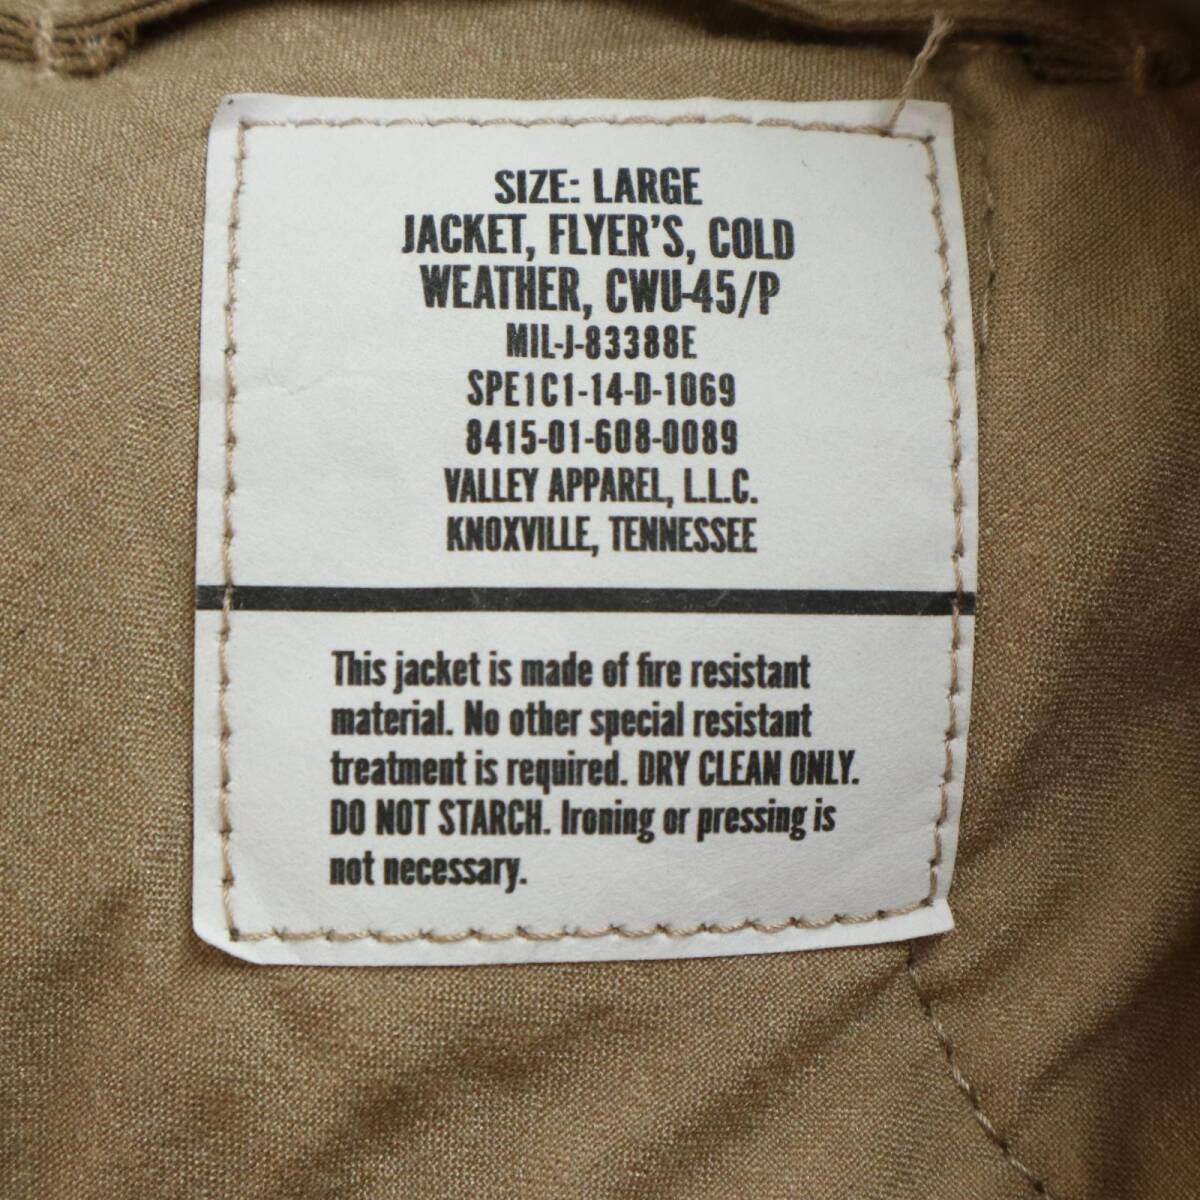 SIZE: LARGE
JACKET, FLYER'S, COLD
WEATHER, CWU-45/P
MIL-J-83388E
SPE1C1-14-D-1069
8415-01-608-0089
VALLEY APPAREL, L.L.C.
KNOXVILLE, TENNESSEE
This jacket is made of fire resistant
material. No other special resistant
treatment is required. DRY CLEAN ONLY.
DO NOT STARCH. Ironing or pressing is
not necessary.